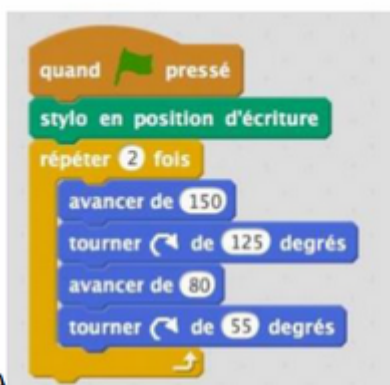 quand pressé
stylo en position d'écriture
répéter 2 fois
avancer de 150
tourner de 125 degrés
avancer de 80
tourner de 55 degrés
)